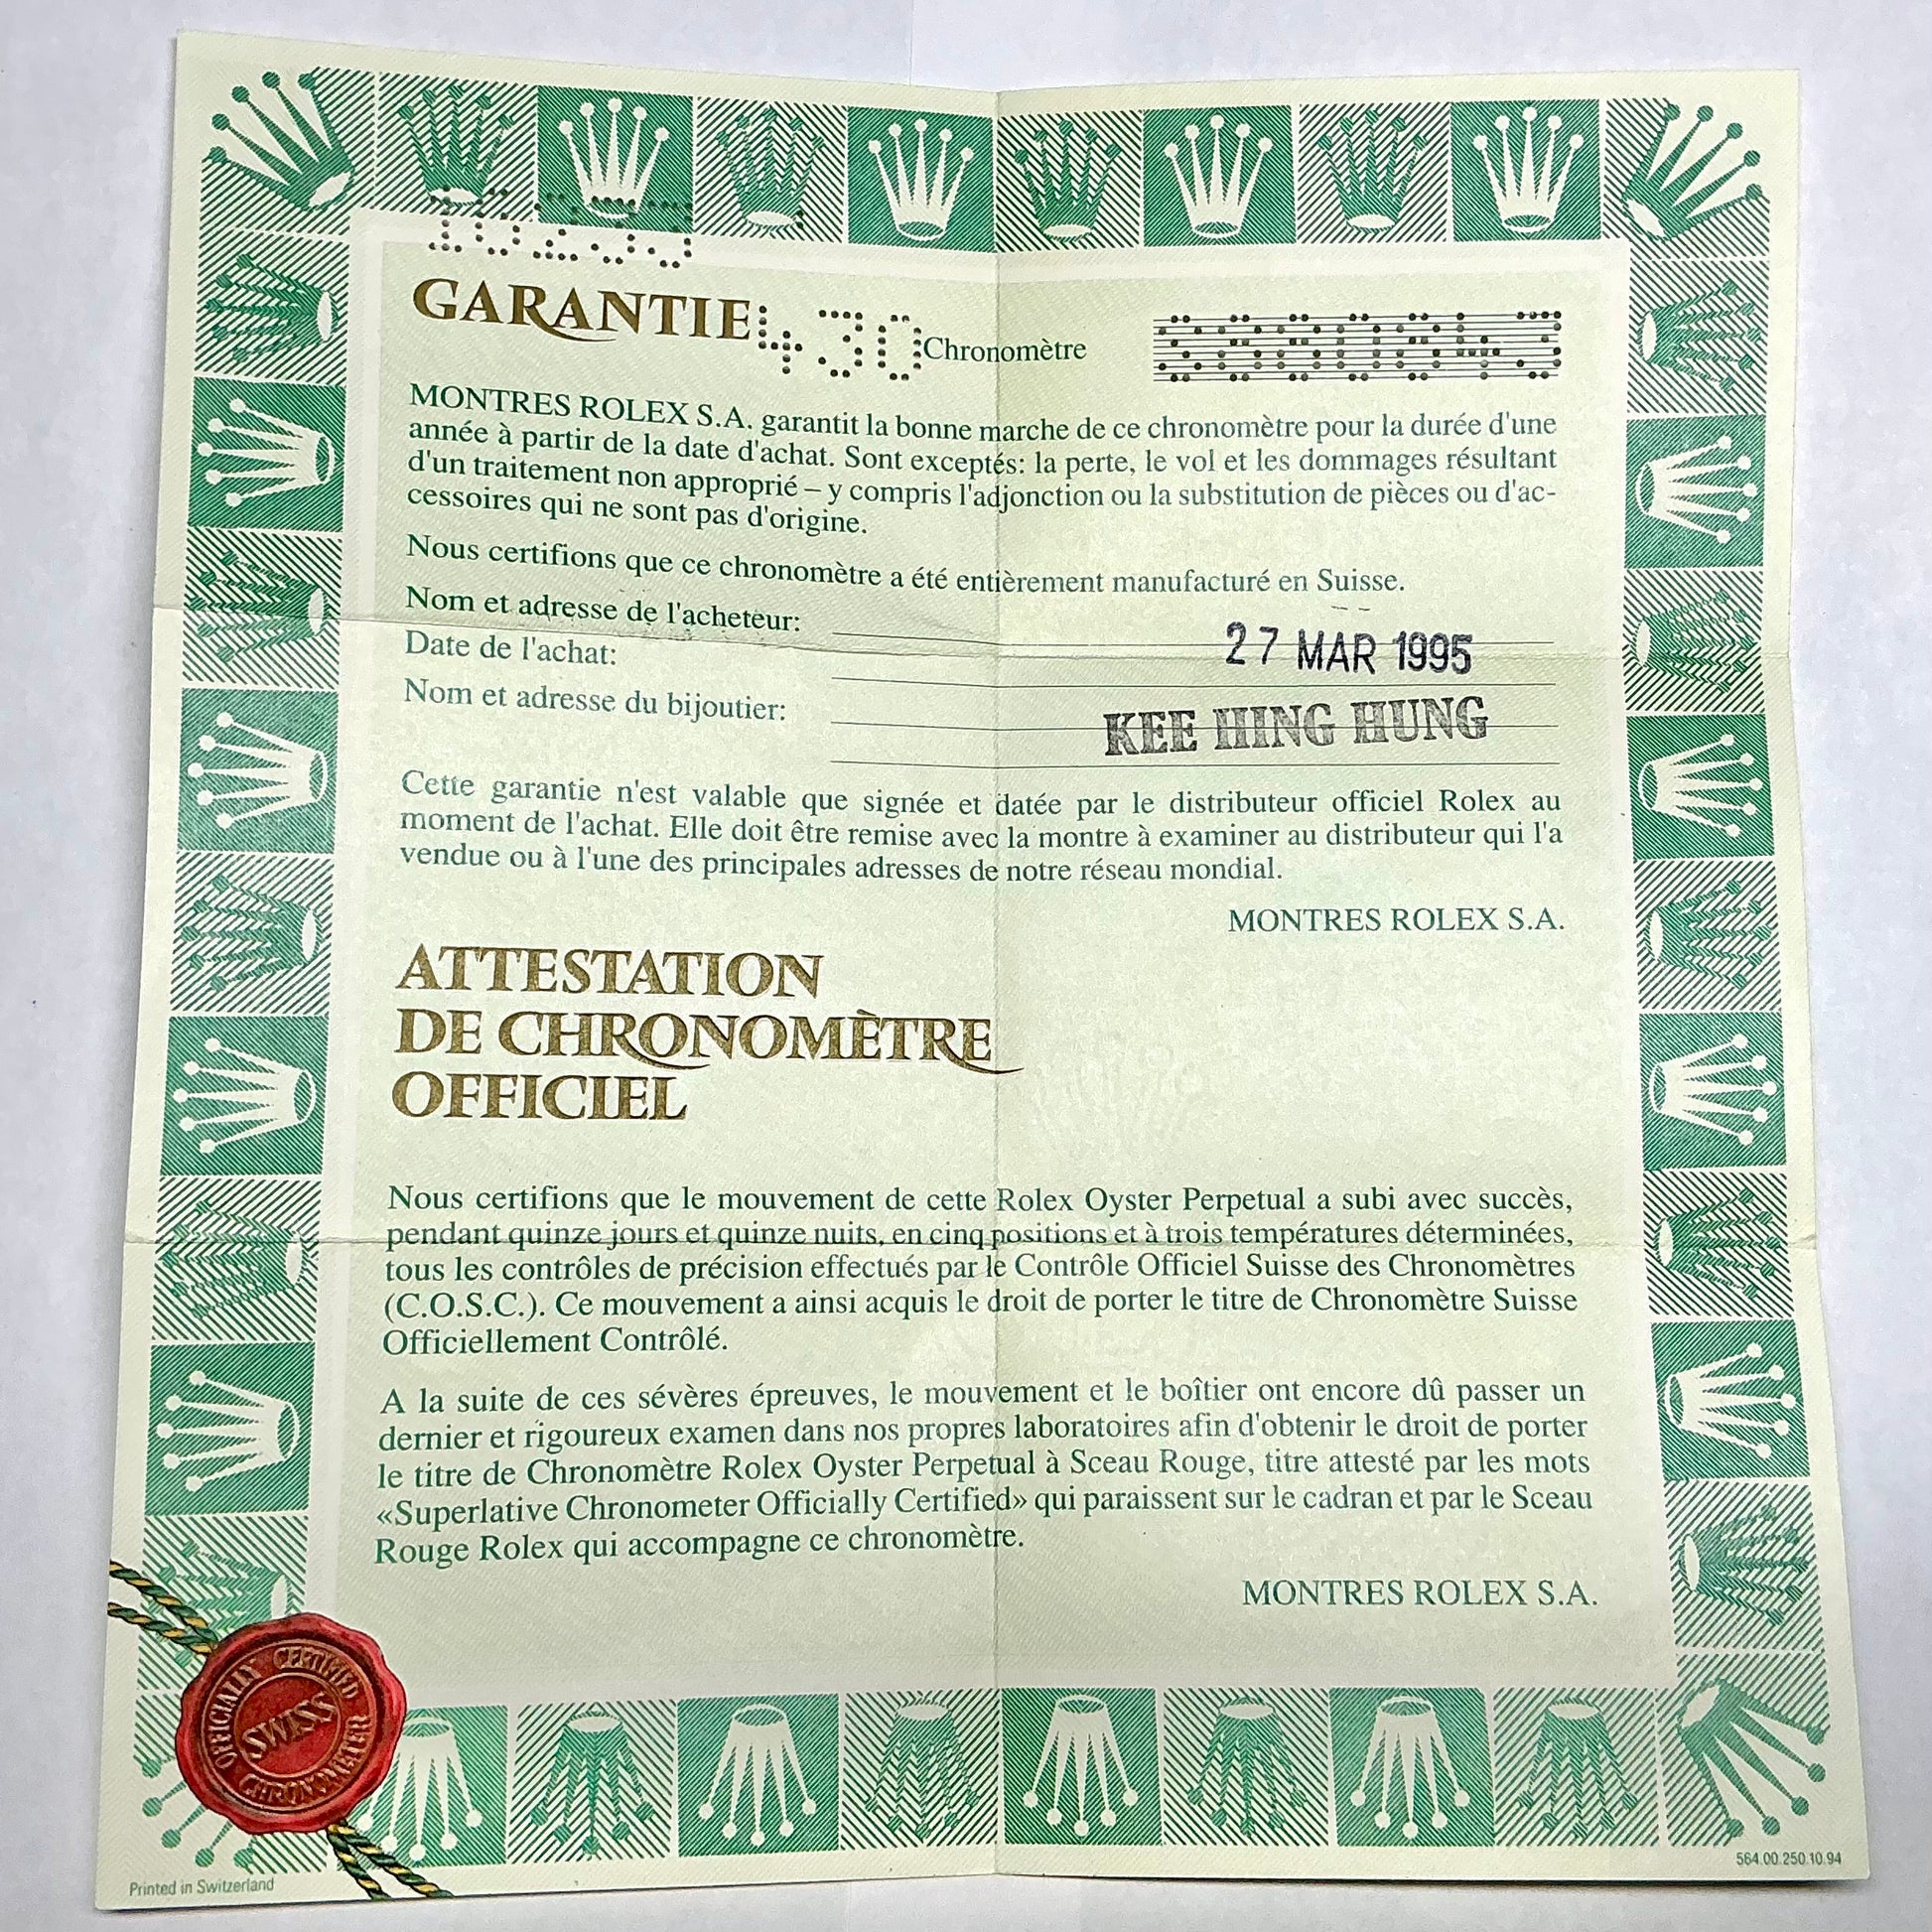 16233
GARANTIE 430 Chronomètre
MONTRES ROLEX S.A. garantit la bonne marche de ce chronomètre pour la durée d'une
année à partir de la date d'achat. Sont exceptés: la perte, le vol et les dommages résultant
d'un traitement non approprié – y compris l'adjonction ou la substitution de pièces ou d'ac-
cessoires qui ne sont pas d'origine.
Nous certifions que ce chronomètre a été entièrement manufacturé en Suisse.
Nom et adresse de l'acheteur:
Date de l'achat: 27 MAR 1995
Nom et adresse du bijoutier: KEE HING HUNG
Cette garantie n'est valable que signée et datée par le distributeur officiel Rolex au
moment de l'achat. Elle doit être remise avec la montre à examiner au distributeur qui l'a
vendue ou à l'une des principales adresses de notre réseau mondial.
MONTRES ROLEX S.A.
ATTESTATION
DE CHRONOMÈTRE
OFFICIEL
Nous certifions que le mouvement de cette Rolex Oyster Perpetual a subi avec succès,
pendant quinze jours et quinze nuits, en cinq positions et à trois températures déterminées,
tous les contrôles de précision effectués par le Contrôle Officiel Suisse des Chronomètres
(C.O.S.C.). Ce mouvement a ainsi acquis le droit de porter le titre de Chronomètre Suisse
Officiellement Contrôlé.
A la suite de ces sévères épreuves, le mouvement et le boîtier ont encore dû passer un
dernier et rigoureux examen dans nos propres laboratoires afin d'obtenir le droit de porter
le titre de Chronomètre Rolex Oyster Perpetual à Sceau Rouge, titre attesté par les mots
«Superlative Chronometer Officially Certified» qui paraissent sur le cadran et par le Sceau
Rouge Rolex qui accompagne ce chronomètre.
MONTRES ROLEX S.A.
OFFICIALLY CERTIFIED
SWISS
CHRONOMETER
Printed in Switzerland
564.00.250.10.94